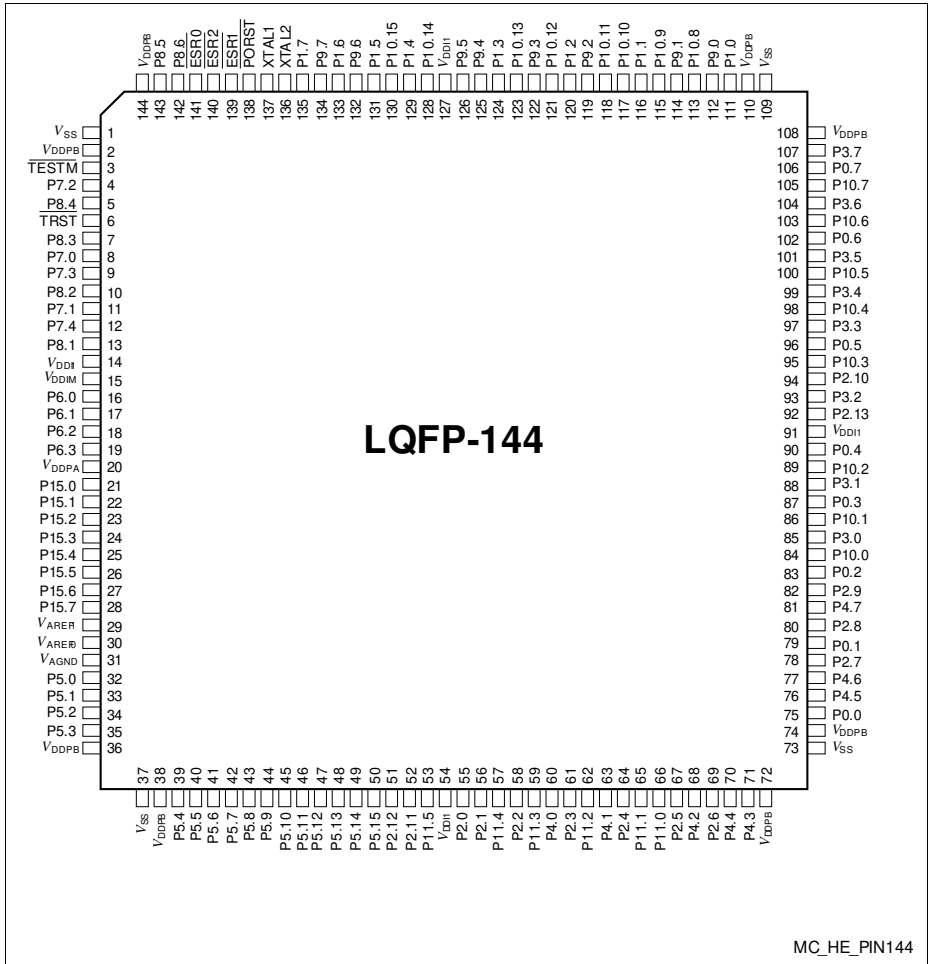 VDDPB
P8.5
P8.6
ESR0
ESR2
ESR1
PORST
XTAL1
XTAL2
P1.7
P9.7
P1.6
P9.6
P1.5
P10.15
P1.4
P10.14
VDDI1
P9.5
P9.4
P1.3
P10.13
P9.3
P10.12
P1.2
P9.2
P10.11
P10.10
P1.1
P10.9
P9.1
P10.8
P9.0
P1.0
VDDPB
VSS
144
143
142
141
140
139
138
137
136
135
134
133
132
131
130
129
128
127
126
125
124
123
122
121
120
119
118
117
116
115
114
113
112
111
110
109
VSS 1
VDDPB 2
TESTM 3
P7.2 4
P8.4 5
TRST 6
P8.3 7
P7.0 8
P7.3 9
P8.2 10
P7.1 11
P7.4 12
P8.1 13
VDDI1 14
VDDIM 15
P6.0 16
P6.1 17
P6.2 18
P6.3 19
VDDPA 20
P15.0 21
P15.1 22
P15.2 23
P15.3 24
P15.4 25
P15.5 26
P15.6 27
P15.7 28
VAREF1 29
VAREF0 30
VAGND 31
P5.0 32
P5.1 33
P5.2 34
P5.3 35
VDDPB 36
LQFP-144
108 VDDPB
107 P3.7
106 P0.7
105 P10.7
104 P3.6
103 P10.6
102 P0.6
101 P3.5
100 P10.5
99 P3.4
98 P10.4
97 P3.3
96 P0.5
95 P10.3
94 P2.10
93 P3.2
92 P2.13
91 VDDI1
90 P0.4
89 P10.2
88 P3.1
87 P0.3
86 P10.1
85 P3.0
84 P10.0
83 P0.2
82 P2.9
81 P4.7
80 P2.8
79 P0.1
78 P2.7
77 P4.6
76 P4.5
75 P0.0
74 VDDPB
73 VSS
37
38
39
40
41
42
43
44
45
46
47
48
49
50
51
52
53
54
55
56
57
58
59
60
61
62
63
64
65
66
67
68
69
70
71
72
VSS
VDDPB
P5.4
P5.5
P5.6
P5.7
P5.8
P5.9
P5.10
P5.11
P5.12
P5.13
P5.14
P5.15
P2.12
P2.11
P11.5
VDDI1
P2.0
P2.1
P11.4
P2.2
P11.3
P4.0
P2.3
P11.2
P4.1
P2.4
P11.1
P11.0
P2.5
P4.2
P2.6
P4.4
P4.3
VDDPB
MC_HE_PIN144